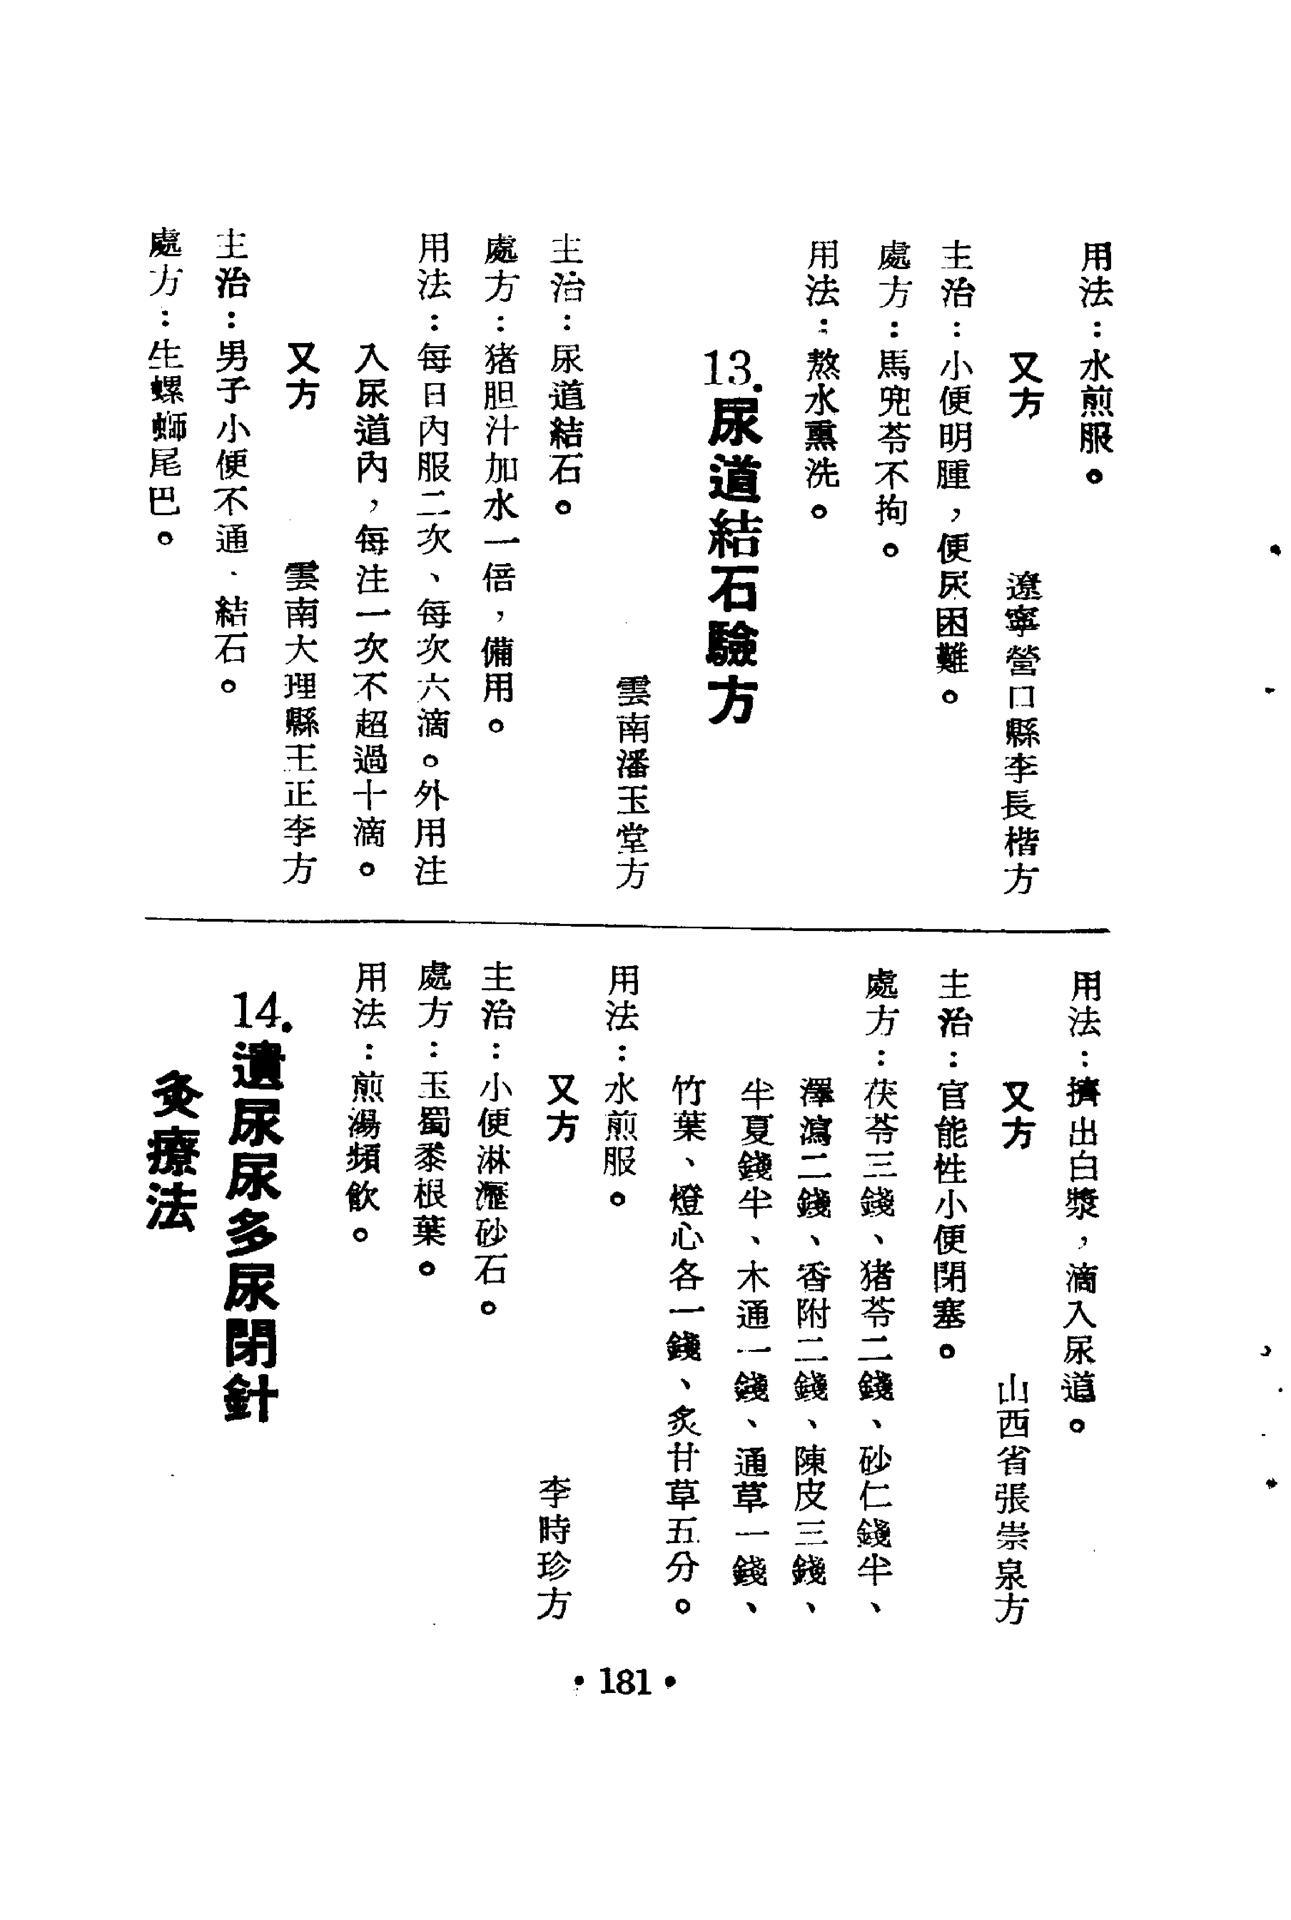 用法：水煎服。
又方
遼寧營口縣李長楷方
主治：小便明腫，便尿困難。
處方：馬兜苓不拘。
用法：熬水熏洗。
13.尿道結石驗方
雲南潘玉堂方
主治：尿道結石。
處方：猪胆汁加水一倍，備用。
用法：每日內服二次、每次六滴。外用注
入尿道內，每注一次不超過十滴。
又方
雲南大理縣王正李方
主治：男子小便不通、結石。
處方：生螺螄尾巴。
用法：擠出白漿，滴入尿道。
又方
山西省張崇泉方
主治：官能性小便閉塞。
處方：茯苓三錢、猪苓二錢、砂仁錢半、
澤瀉二錢、香附二錢、陳皮三錢、
半夏錢半、木通一錢、通草一錢、
竹葉、燈心各一錢、炙甘草五分。
用法：水煎服。
又方
李時珍方
主治：小便淋瀝砂石。
處方：玉蜀黍根葉。
用法：煎湯頻飲。
14.遺尿尿多尿閉針
灸療法
•181•